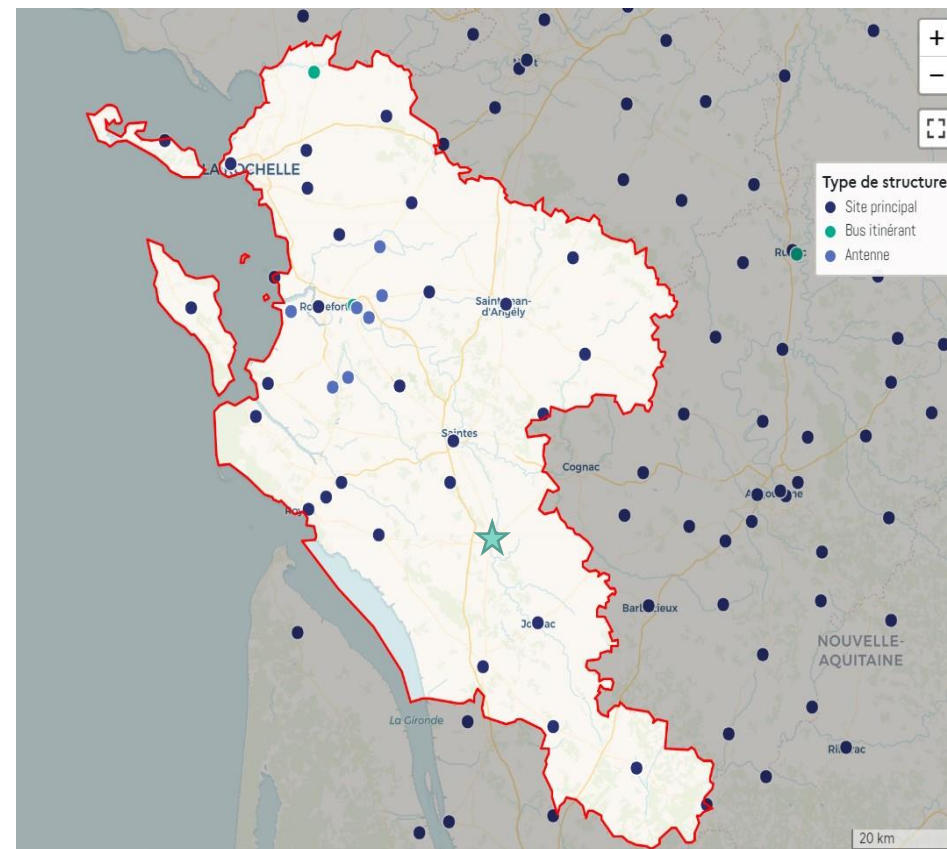 +
−
LA ROCHELLE
Type de structure
Site principal
Bus itinérant
Antenne
Saint-Jean-
d'Angély
Saintes
Cognac
Jonzac
NOUVELLE-
AQUITAINE
La Gironde
20 km